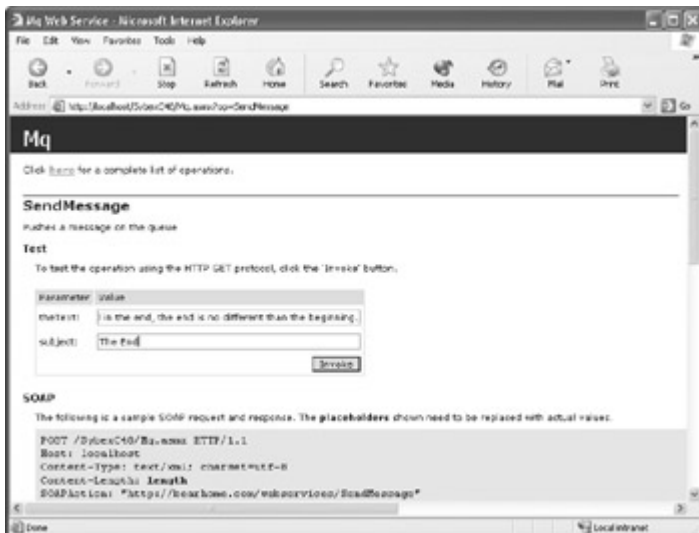 Mq Web Service - Microsoft Internet Explorer
File Edit View Favorites Tools Help
Back Forward Stop Refresh Home Search Favorites Media History Mail Print
Address http://localhost/SybexC4/Mq.asmx?op=SendMessage Go
Mq
Click here for a complete list of operations.
SendMessage
Pushes a message on the queue
Test
To test the operation using the HTTP GET protocol, click the 'Invoke' button.
Parameter Value
thetext: in the end, the end is no different than the beginning.
subject: The End
Invoke
SOAP
The following is a sample SOAP request and response. The placeholders shown need to be replaced with actual values.
POST HTTP/1.1
Host: localhost
Content-Type: text/xml; charset=utf-8
Content-Length: length
SOAPAction: "http://bearhome.com/webservices/SendMessage"
Done Local intranet